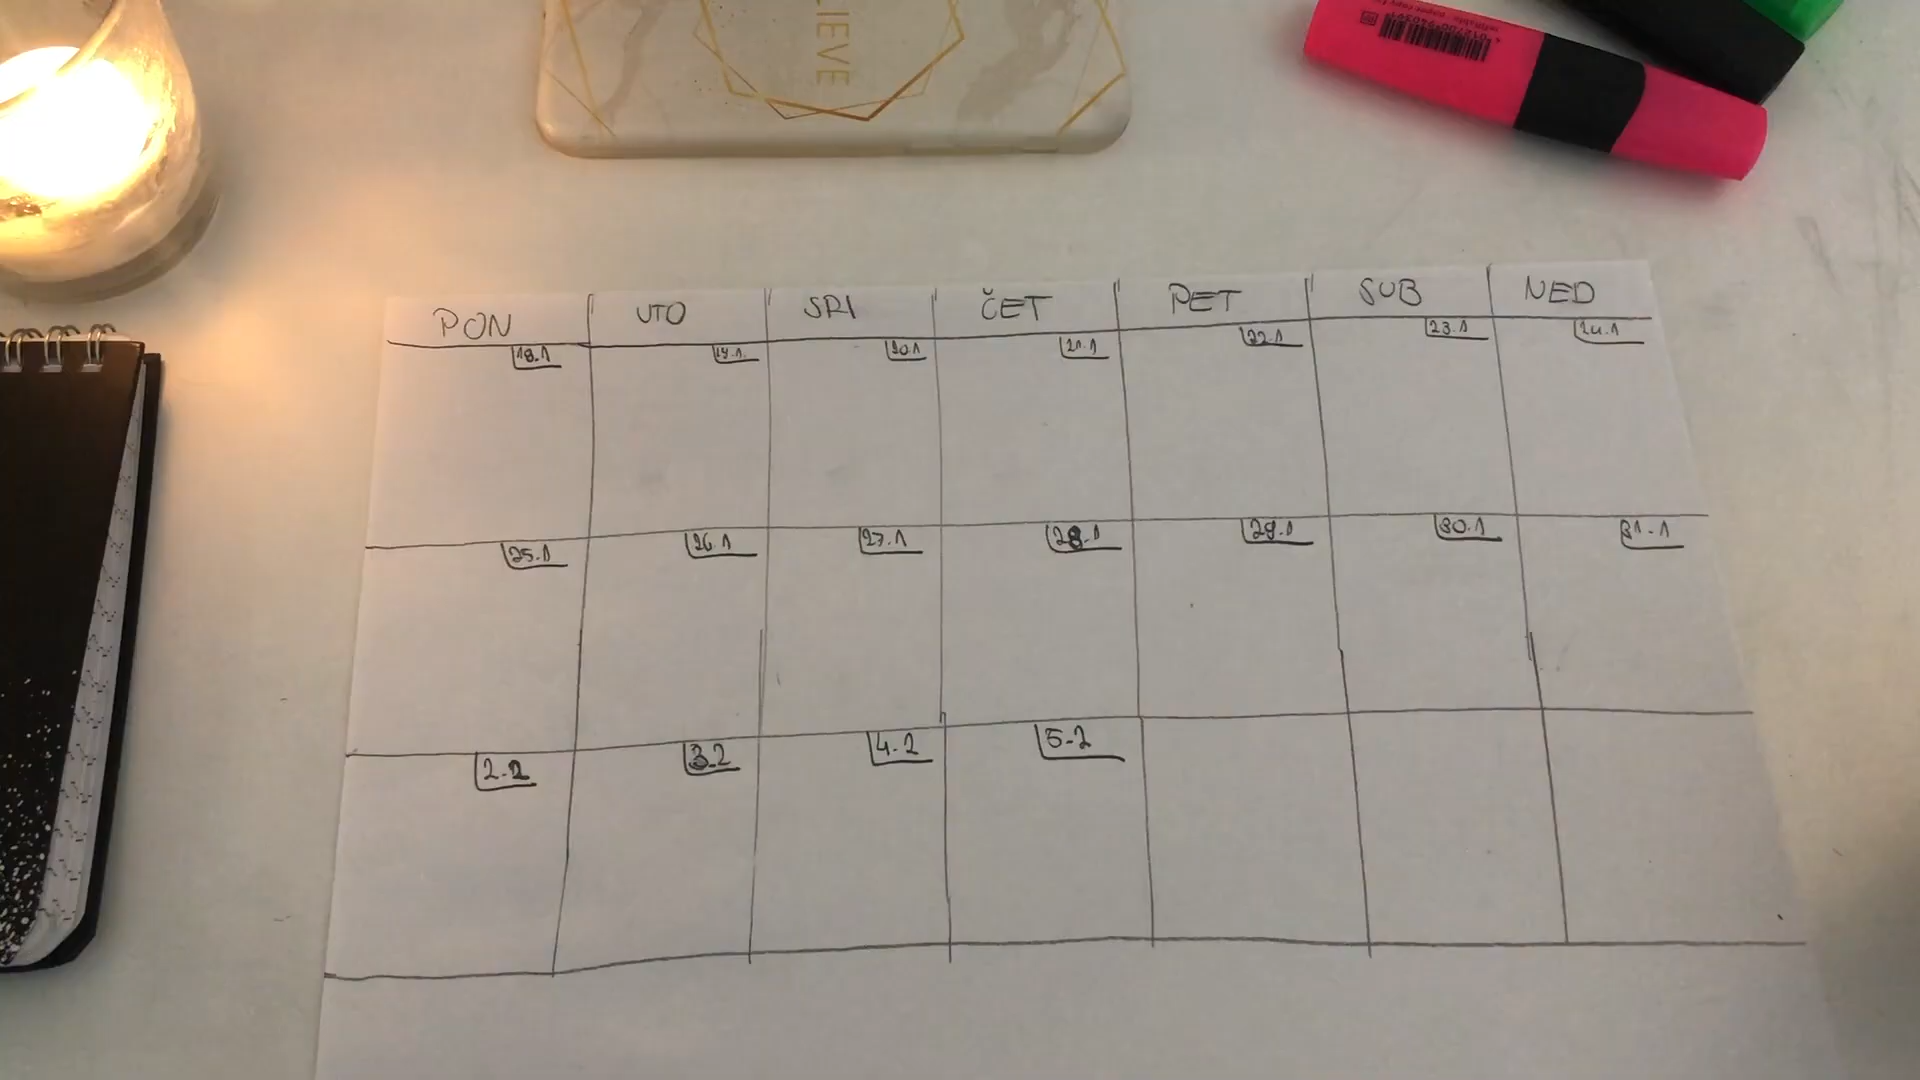 LIEVE
PON UTO SRI ČET PET SUB NED
18.1 19.1. 20.1 21.1 22.1 23.1 24.1
25.1 26.1 27.1 28.1 29.1 30.1 31.1
2.2 3.2 4.2 5.2